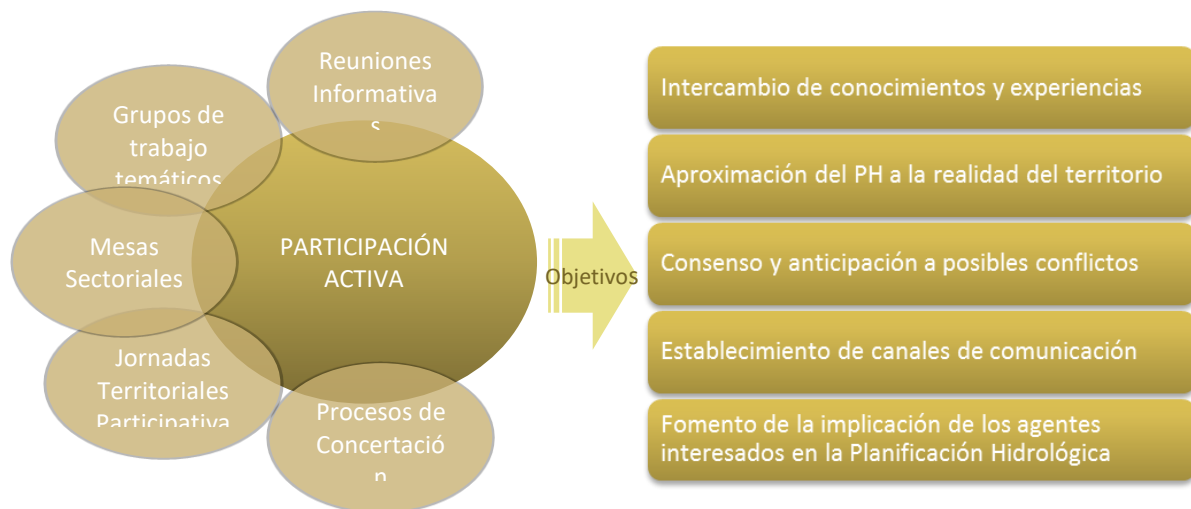 Reuniones
Informativa
s
Grupos de
trabajo
temáticos
Mesas
Sectoriales
Jornadas
Territoriales
Participativa
Procesos de
Concertació
n
PARTICIPACIÓN
ACTIVA
Objetivos
Intercambio de conocimientos y experiencias
Aproximación del PH a la realidad del territorio
Consenso y anticipación a posibles conflictos
Establecimiento de canales de comunicación
Fomento de la implicación de los agentes
interesados en la Planificación Hidrológica